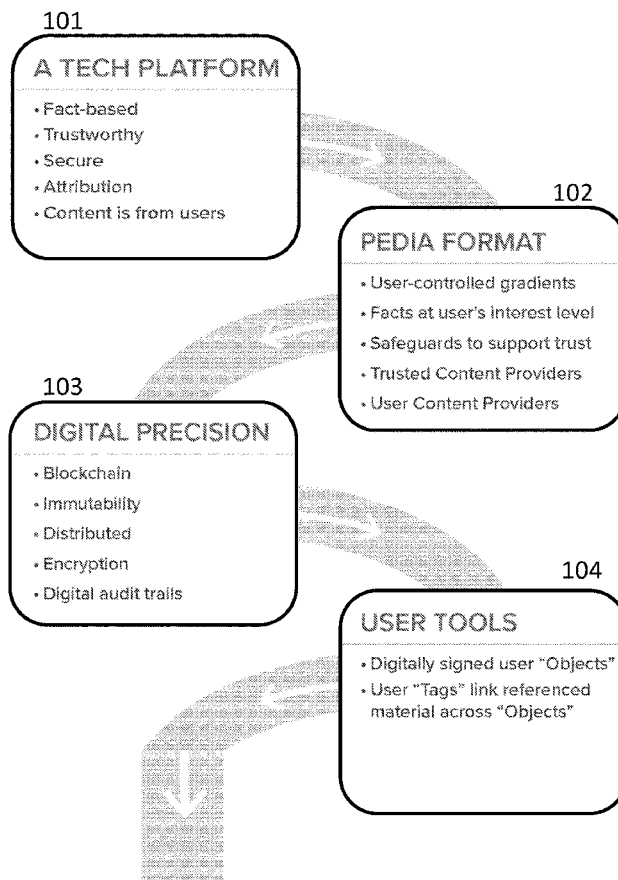 101
A TECH PLATFORM
• Fact-based
• Trustworthy
• Secure
• Attribution
• Content is from users
102
PEDIA FORMAT
• User-controlled gradients
• Facts at user's interest level
• Safeguards to support trust
• Trusted Content Providers
• User Content Providers
103
DIGITAL PRECISION
• Blockchain
• Immutability
• Distributed
• Encryption
• Digital audit trails
104
USER TOOLS
• Digitally signed user “Objects”
• User “Tags” link referenced
material across “Objects”